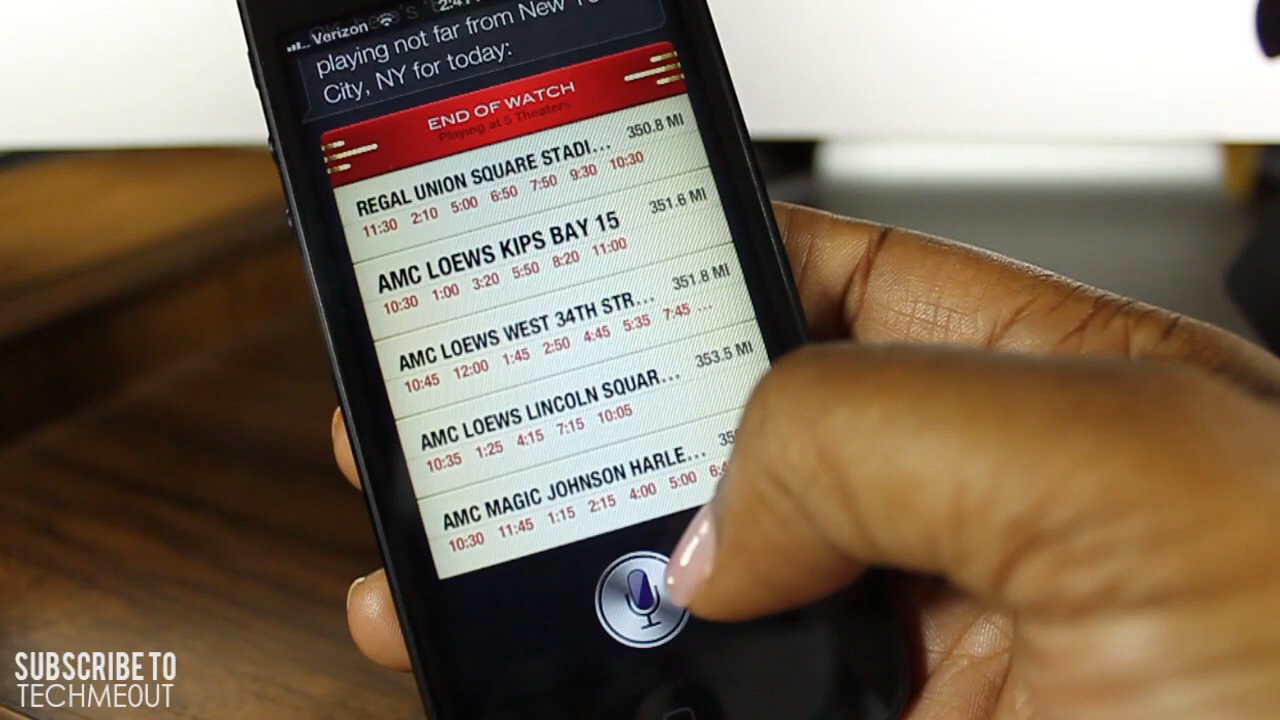 Verizon
playing not far from New
City, NY for today:
END OF WATCH
Playing at 5 Theaters
REGAL UNION SQUARE STADI... 350.8 MI
11:30 2:10 5:00 6:50 7:50 9:30 10:30
AMC LOEWS KIPS BAY 15 351.6 MI
10:30 1:00 3:20 5:50 8:20 11:00
AMC LOEWS WEST 34TH STR... 351.8 MI
10:45 12:00 1:45 2:50 4:45 5:35 7:45 ...
AMC LOEWS LINCOLN SQUAR... 353.5 MI
10:35 1:25 4:15 7:15 10:05
AMC MAGIC JOHNSON HARLE...
10:30 11:45 1:15 2:15 4:00 5:00
SUBSCRIBE TO
TECHMEOUT